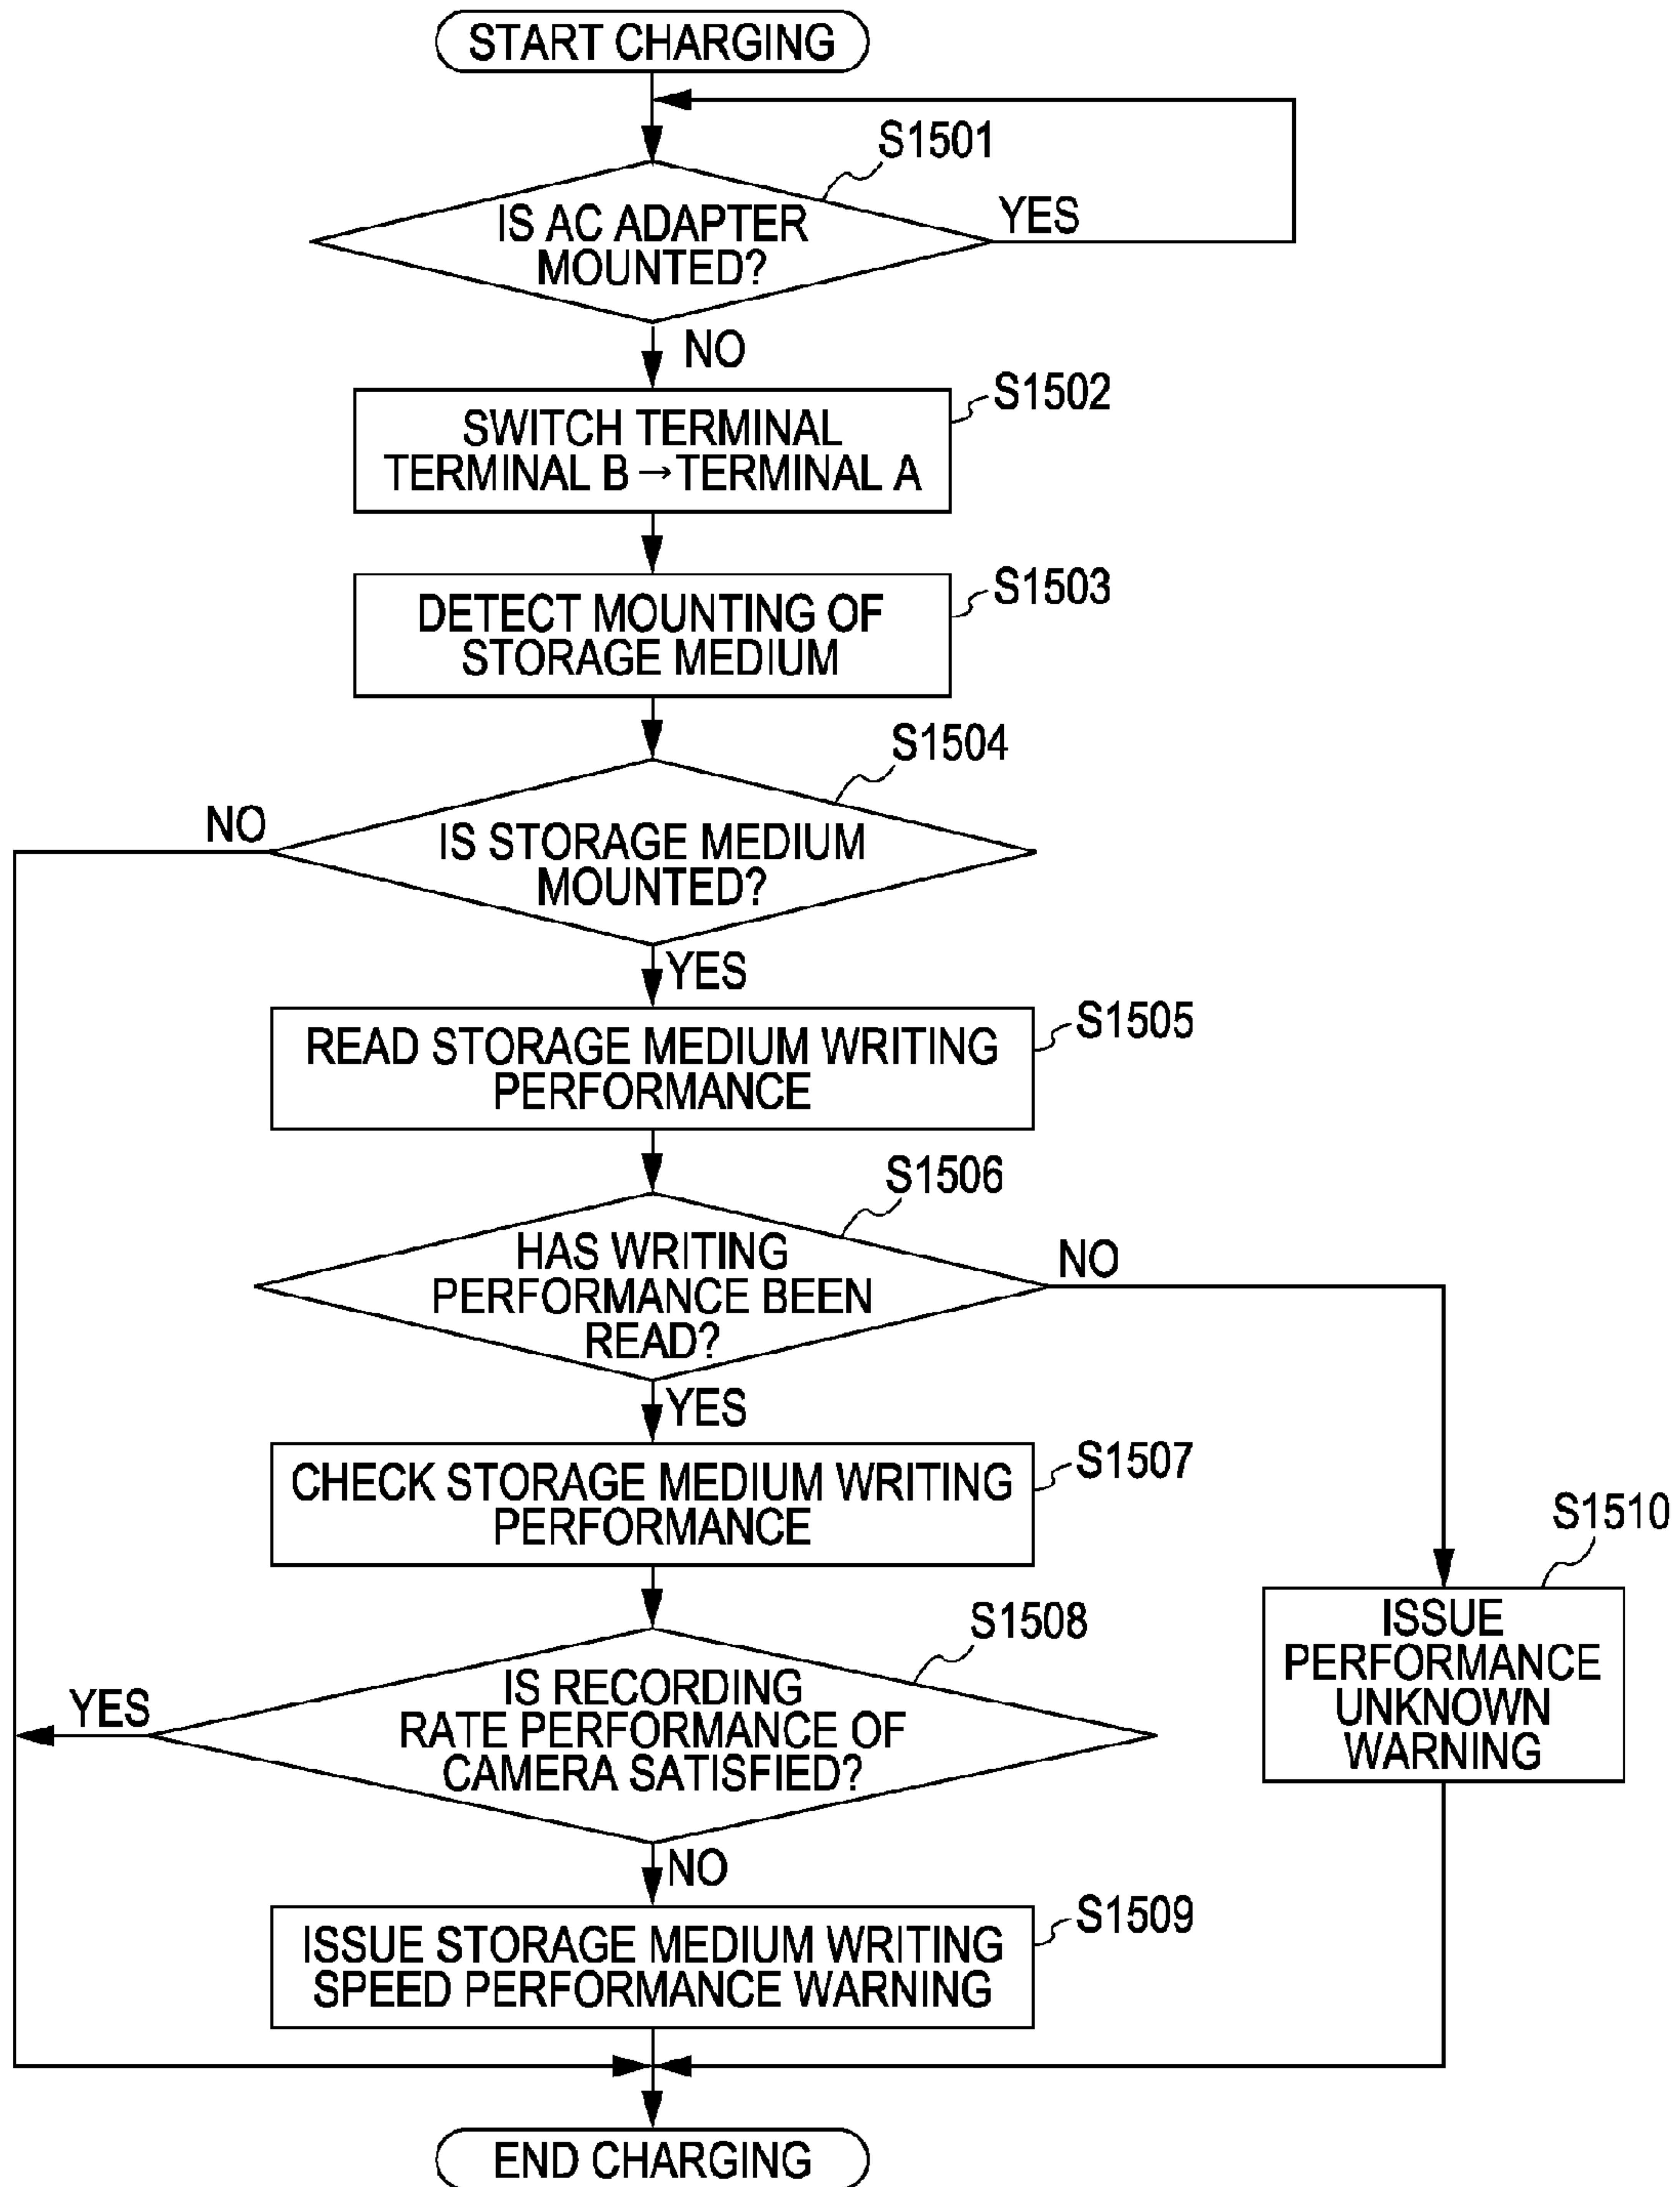 START CHARGING
S1501
IS AC ADAPTER
MOUNTED?
YES
NO
S1502
SWITCH TERMINAL
TERMINAL B → TERMINAL A
S1503
DETECT MOUNTING OF
STORAGE MEDIUM
S1504
NO
IS STORAGE MEDIUM
MOUNTED?
YES
S1505
READ STORAGE MEDIUM WRITING
PERFORMANCE
S1506
HAS WRITING
PERFORMANCE BEEN
READ?
NO
YES
S1507
CHECK STORAGE MEDIUM WRITING
PERFORMANCE
S1510
ISSUE
PERFORMANCE
UNKNOWN
WARNING
S1508
YES
IS RECORDING
RATE PERFORMANCE OF
CAMERA SATISFIED?
NO
S1509
ISSUE STORAGE MEDIUM WRITING
SPEED PERFORMANCE WARNING
END CHARGING